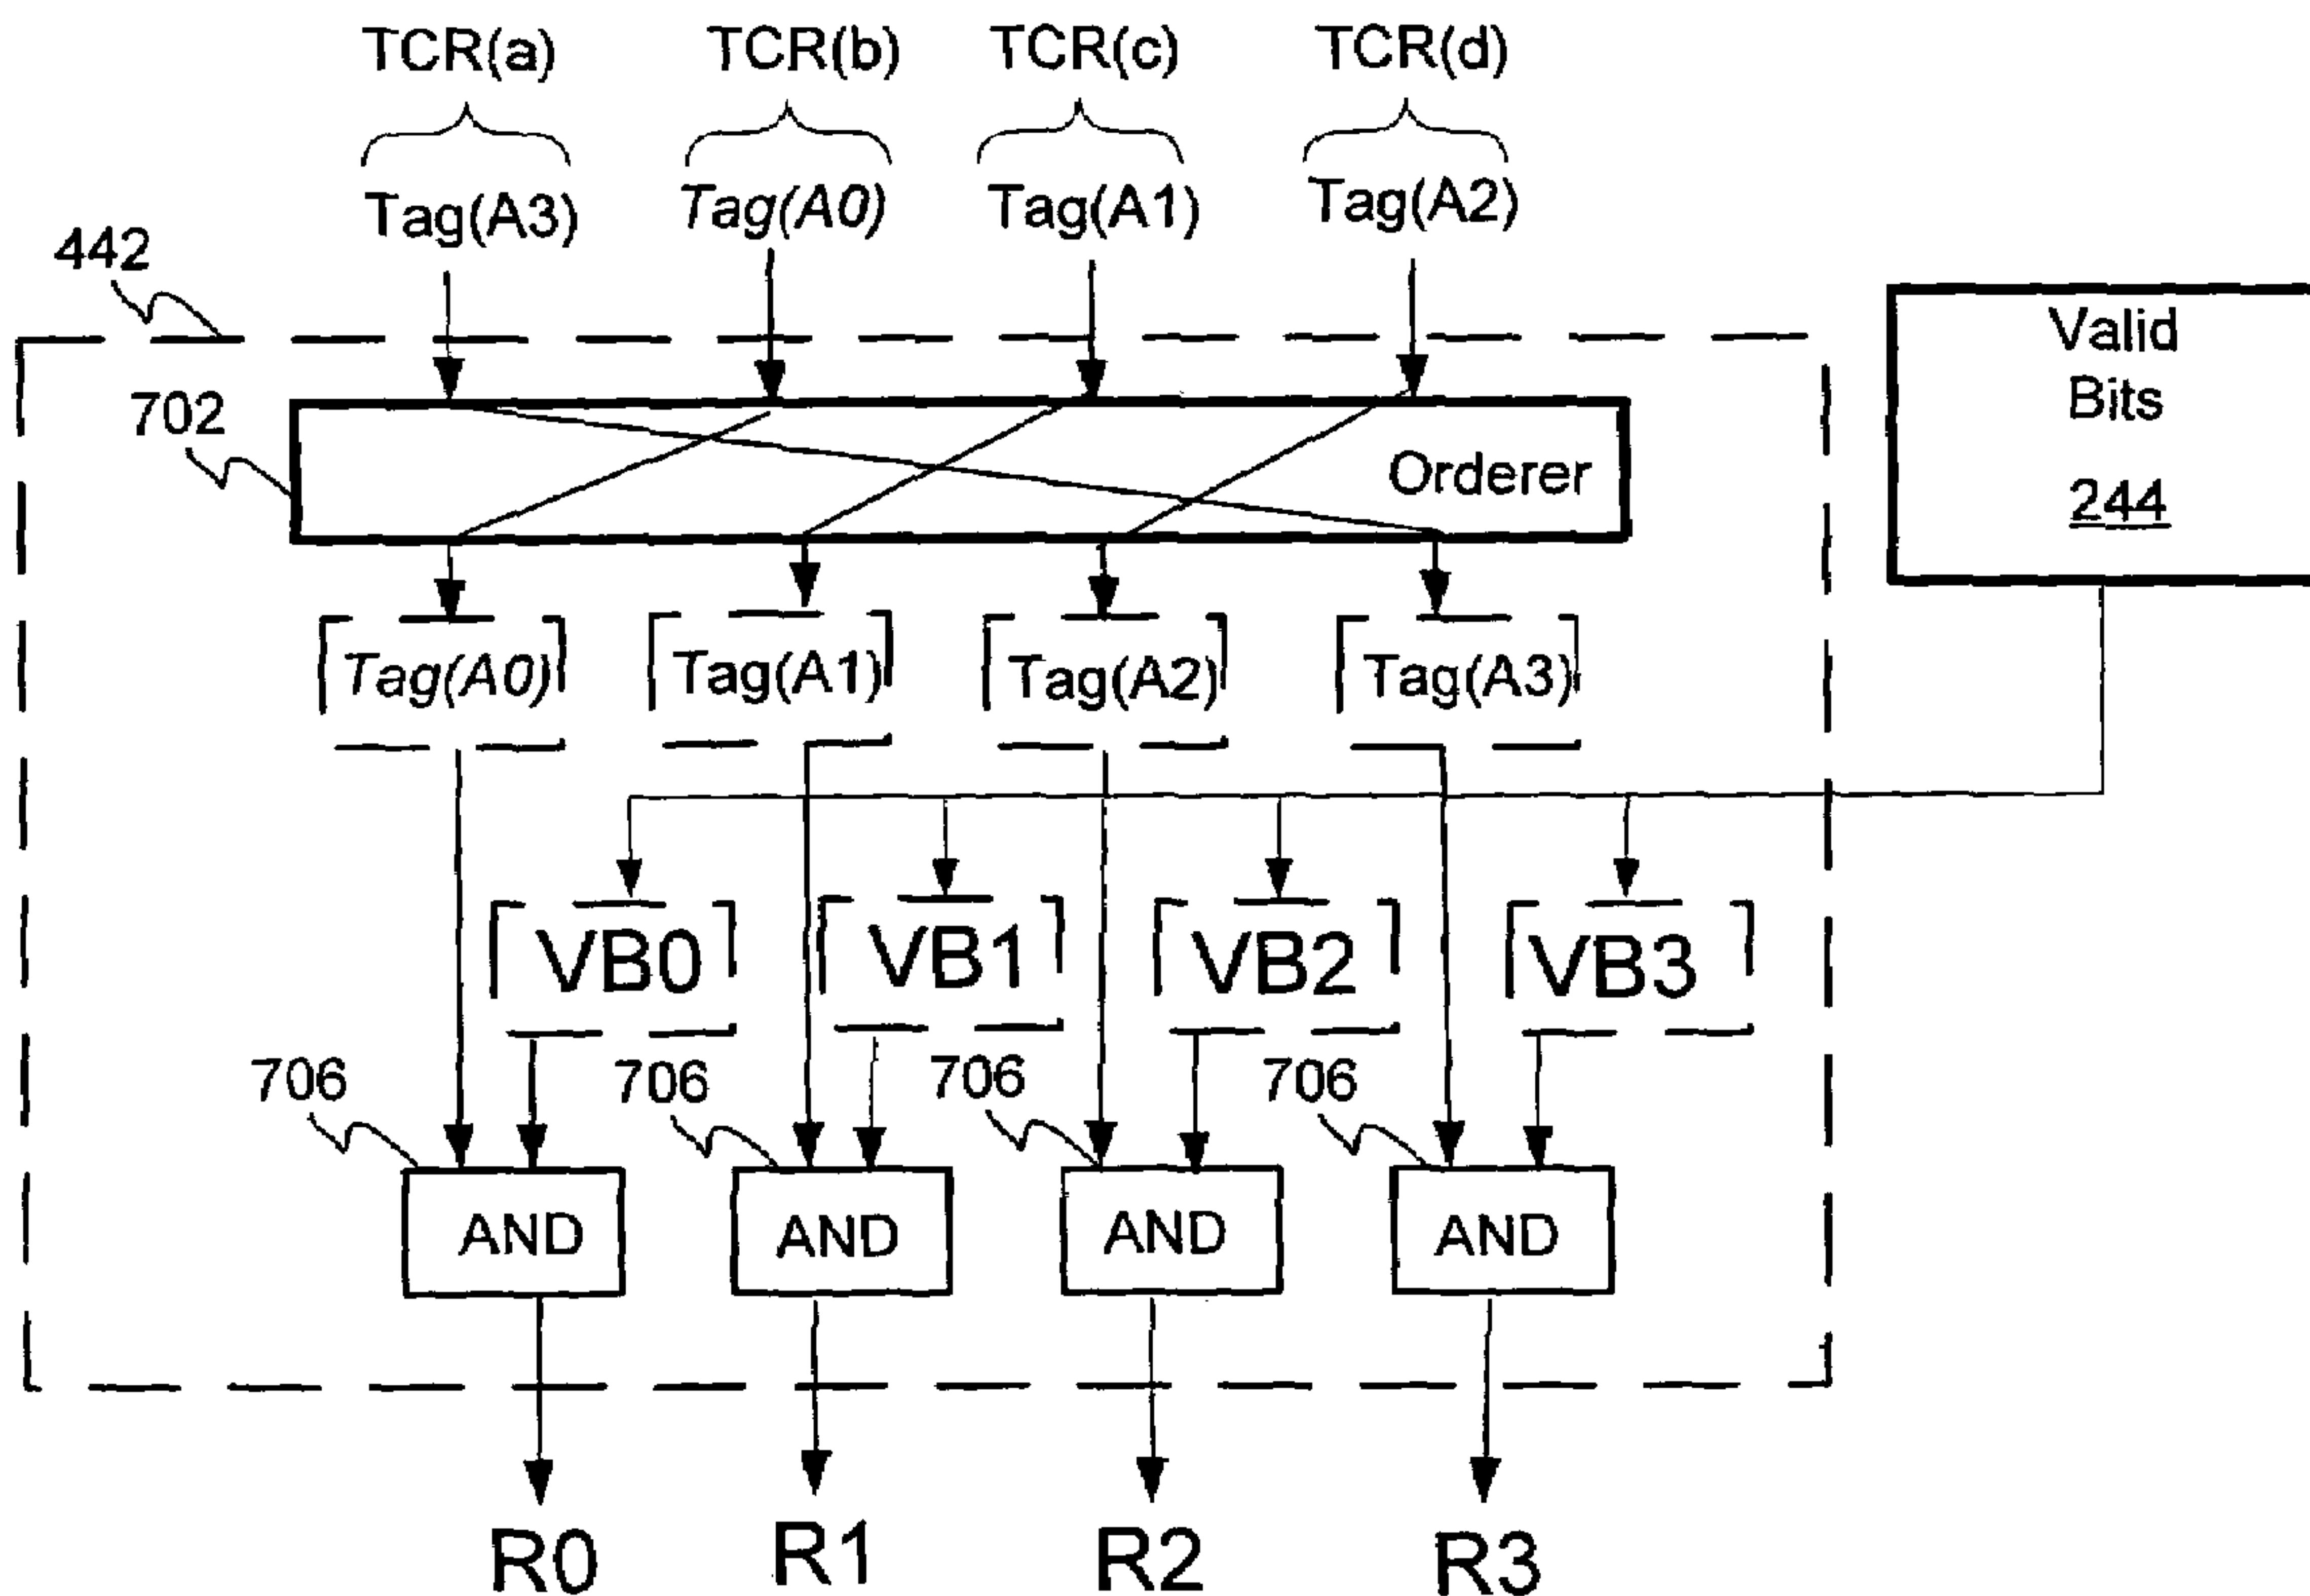 TCR(a) TCR(b) TCR(c) TCR(d)
Tag(A3) Tag(A0) Tag(A1) Tag(A2)
442
702
Orderer
Valid
Bits
244
Tag(A0) Tag(A1) Tag(A2) Tag(A3)
VB0 VB1 VB2 VB3
706 706 706 706
AND AND AND AND
R0 R1 R2 R3